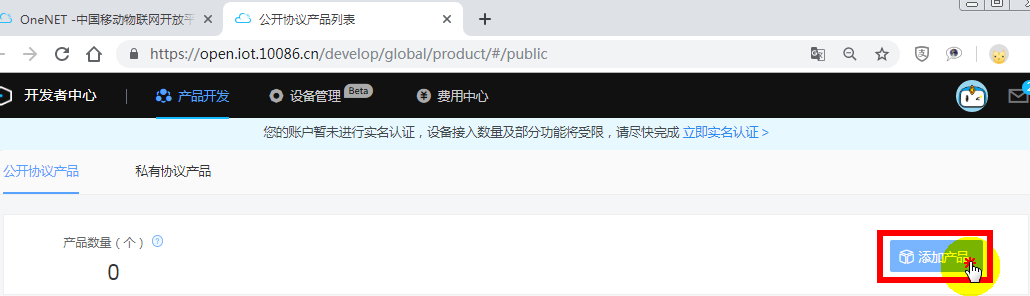 OneNET -中国移动物联网开放平
公开协议产品列表
https://open.iot.10086.cn/develop/global/product/#/public
开发者中心
产品开发
设备管理 Beta
费用中心
您的账户暂未进行实名认证，设备接入数量及部分功能将受限，请尽快完成 立即实名认证 >
公开协议产品
私有协议产品
产品数量（个） ?
添加产品
0